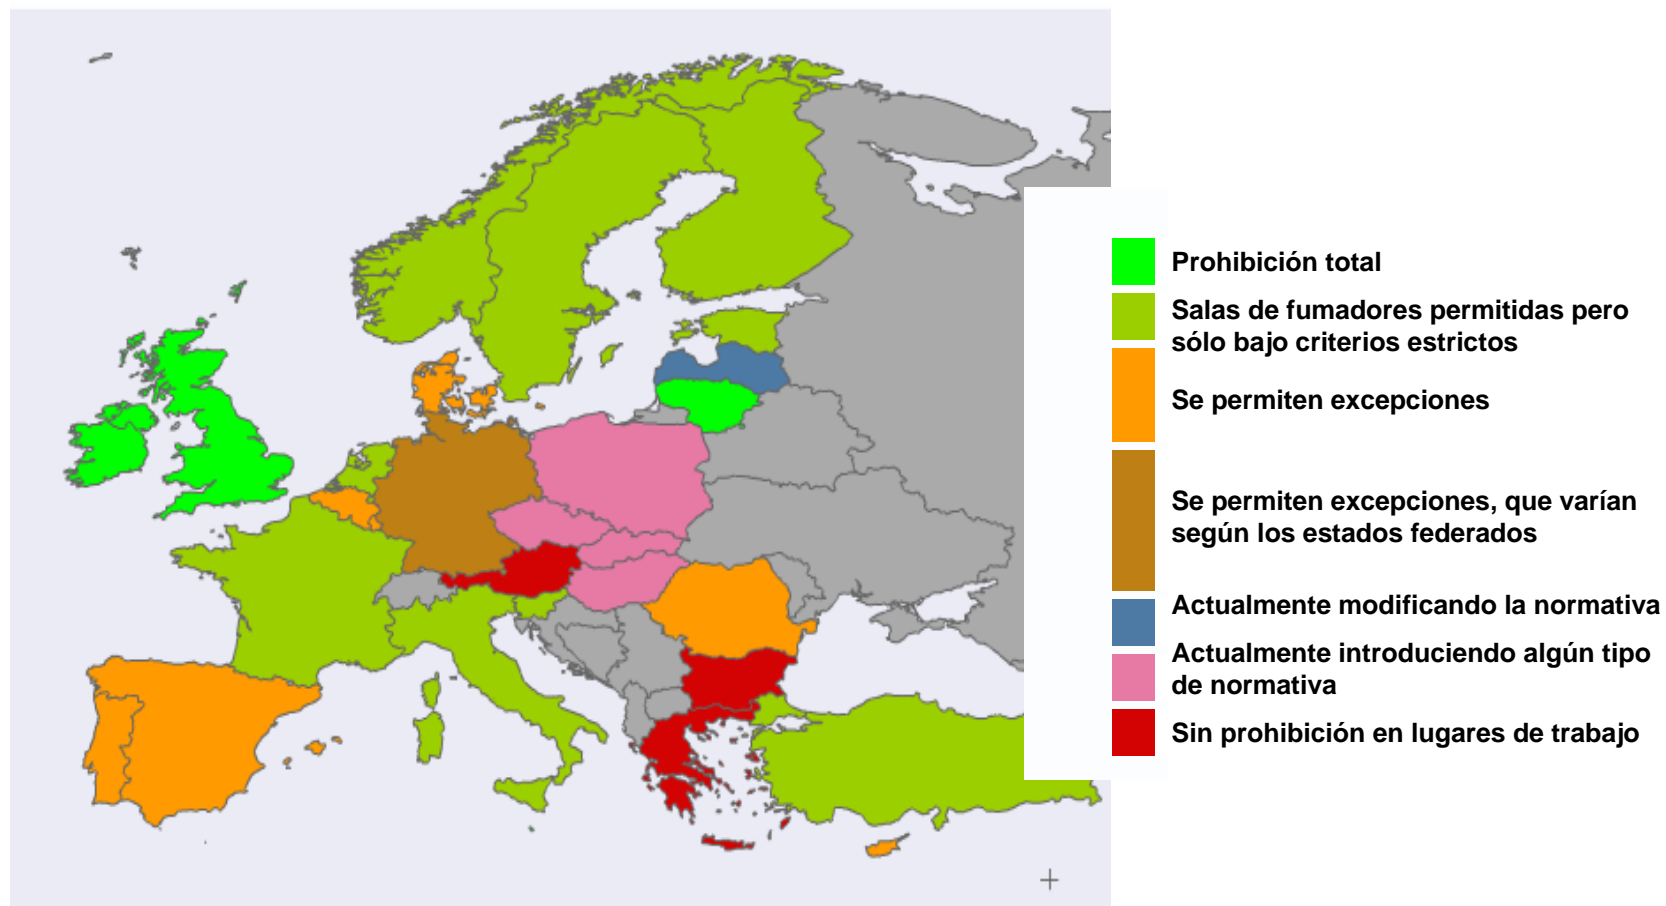 Prohibición total
Salas de fumadores permitidas pero
sólo bajo criterios estrictos
Se permiten excepciones
Se permiten excepciones, que varían
según los estados federados
Actualmente modificando la normativa
Actualmente introduciendo algún tipo
de normativa
Sin prohibición en lugares de trabajo